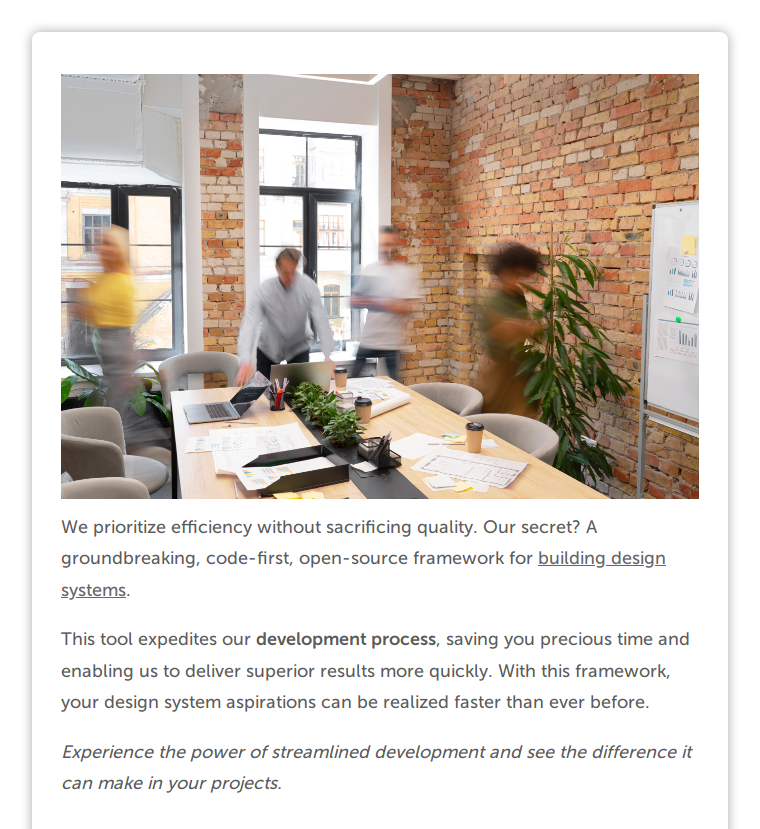 We prioritize efficiency without sacrificing quality. Our secret? A
groundbreaking, code-first, open-source framework for building design
systems.
This tool expedites our development process, saving you precious time and
enabling us to deliver superior results more quickly. With this framework,
your design system aspirations can be realized faster than ever before.
Experience the power of streamlined development and see the difference it
can make in your projects.